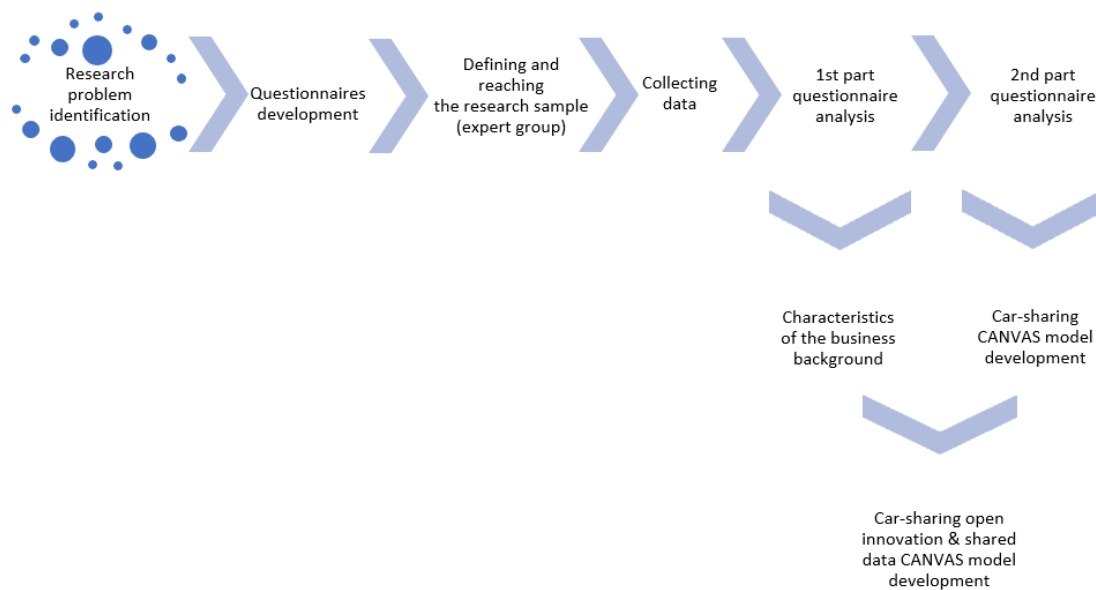 Research
problem
identification
Questionnaires
development
Defining and
reaching
the research sample
(expert group)
Collecting
data
1st part
questionnaire
analysis
2nd part
questionnaire
analysis
Characteristics
of the business
background
Car-sharing
CANVAS model
development
Car-sharing open
innovation & shared
data CANVAS model
development